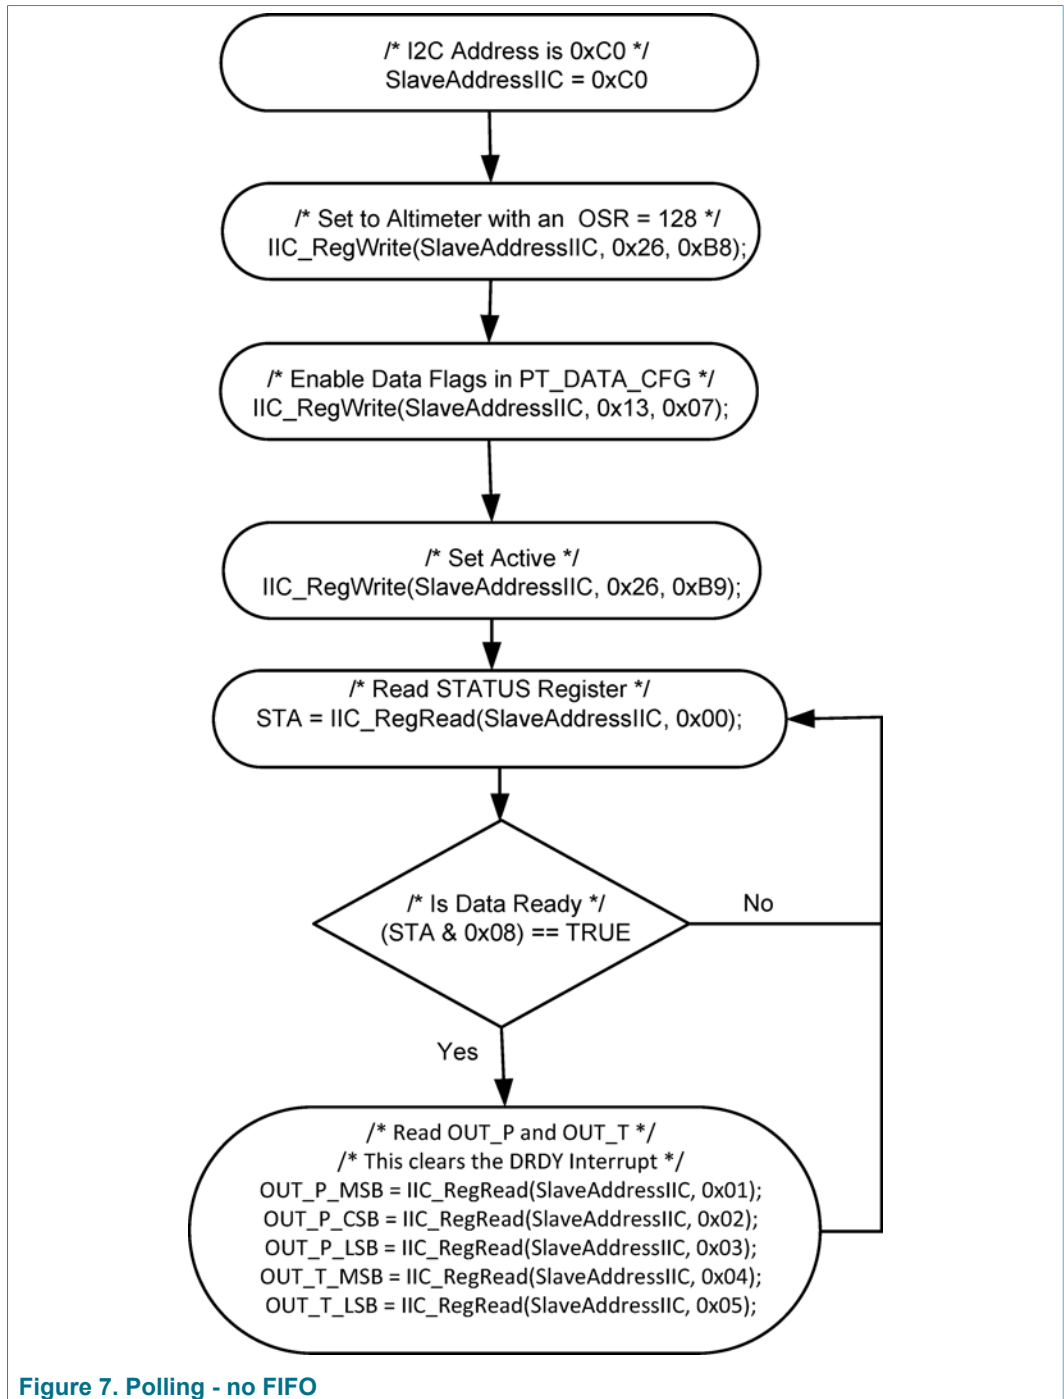 /* I2C Address is 0xC0 */
SlaveAddressIIC = 0xC0
/* Set to Altimeter with an  OSR = 128 */
IIC_RegWrite(SlaveAddressIIC, 0x26, 0xB8);
/* Enable Data Flags in PT_DATA_CFG */
IIC_RegWrite(SlaveAddressIIC, 0x13, 0x07);
/* Set Active */
IIC_RegWrite(SlaveAddressIIC, 0x26, 0xB9);
/* Read STATUS Register */
STA = IIC_RegRead(SlaveAddressIIC, 0x00);
/* Is Data Ready */
(STA & 0x08) == TRUE
No
Yes
/* Read OUT_P and OUT_T */
/* This clears the DRDY Interrupt */
OUT_P_MSB = IIC_RegRead(SlaveAddressIIC, 0x01);
OUT_P_CSB = IIC_RegRead(SlaveAddressIIC, 0x02);
OUT_P_LSB = IIC_RegRead(SlaveAddressIIC, 0x03);
OUT_T_MSB = IIC_RegRead(SlaveAddressIIC, 0x04);
OUT_T_LSB = IIC_RegRead(SlaveAddressIIC, 0x05);
Figure 7. Polling - no FIFO